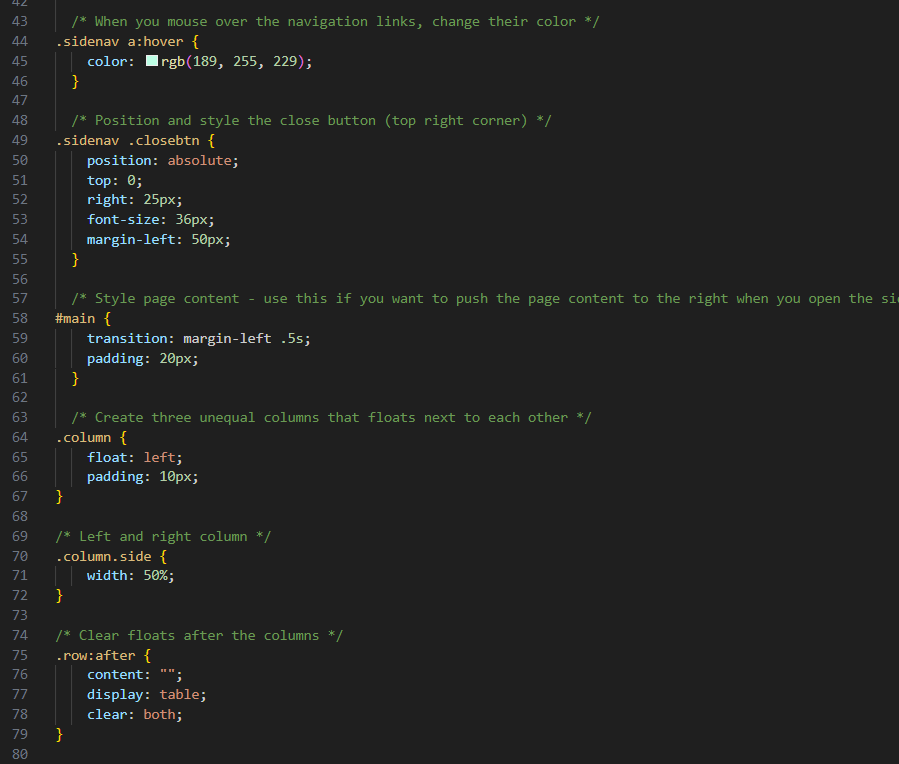 42
43 /* When you mouse over the navigation links, change their color */
44 .sidenav a:hover {
45 color: rgb(189, 255, 229);
46 }
47
48 /* Position and style the close button (top right corner) */
49 .sidenav .closebtn {
50 position: absolute;
51 top: 0;
52 right: 25px;
53 font-size: 36px;
54 margin-left: 50px;
55 }
56
57 /* Style page content - use this if you want to push the page content to the right when you open the
58 #main {
59 transition: margin-left .5s;
60 padding: 20px;
61 }
62
63 /* Create three unequal columns that floats next to each other */
64 .column {
65 float: left;
66 padding: 10px;
67 }
68
69 /* Left and right column */
70 .column.side {
71 width: 50%;
72 }
73
74 /* Clear floats after the columns */
75 .row:after {
76 content: "";
77 display: table;
78 clear: both;
79 }
80